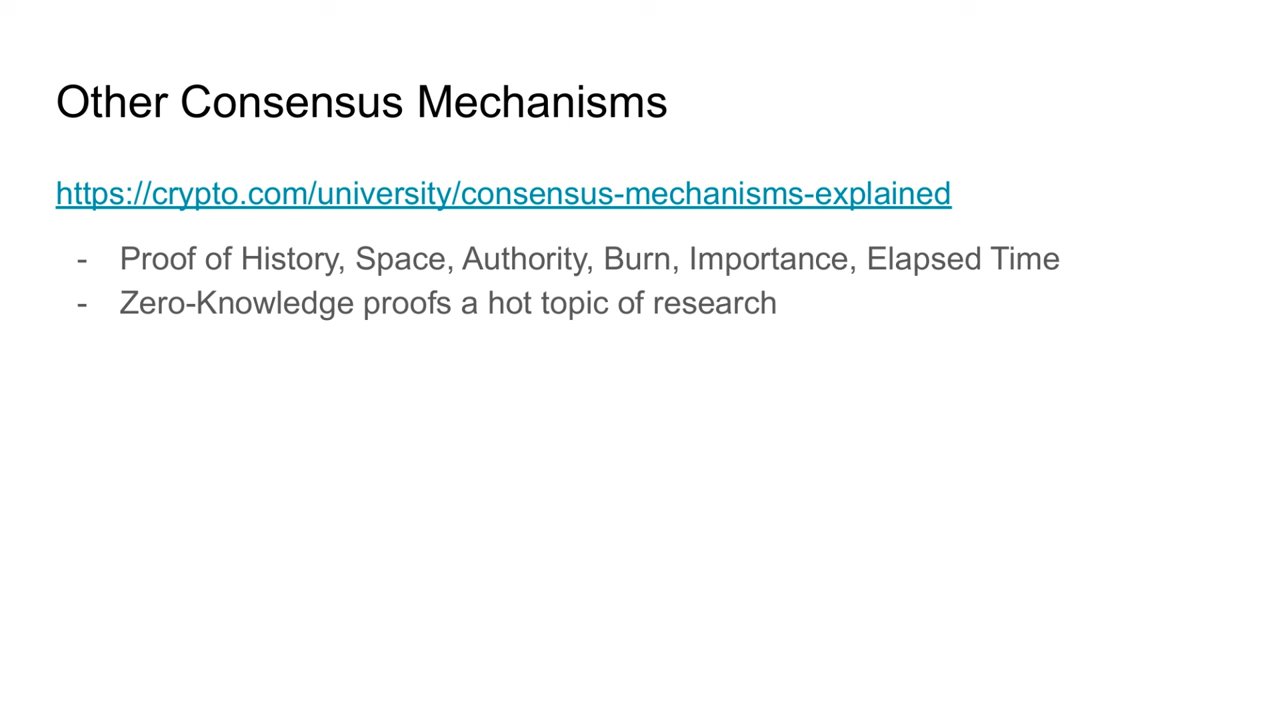 Other Consensus Mechanisms
https://crypto.com/university/consensus-mechanisms-explained
- Proof of History, Space, Authority, Burn, Importance, Elapsed Time
- Zero-Knowledge proofs a hot topic of research